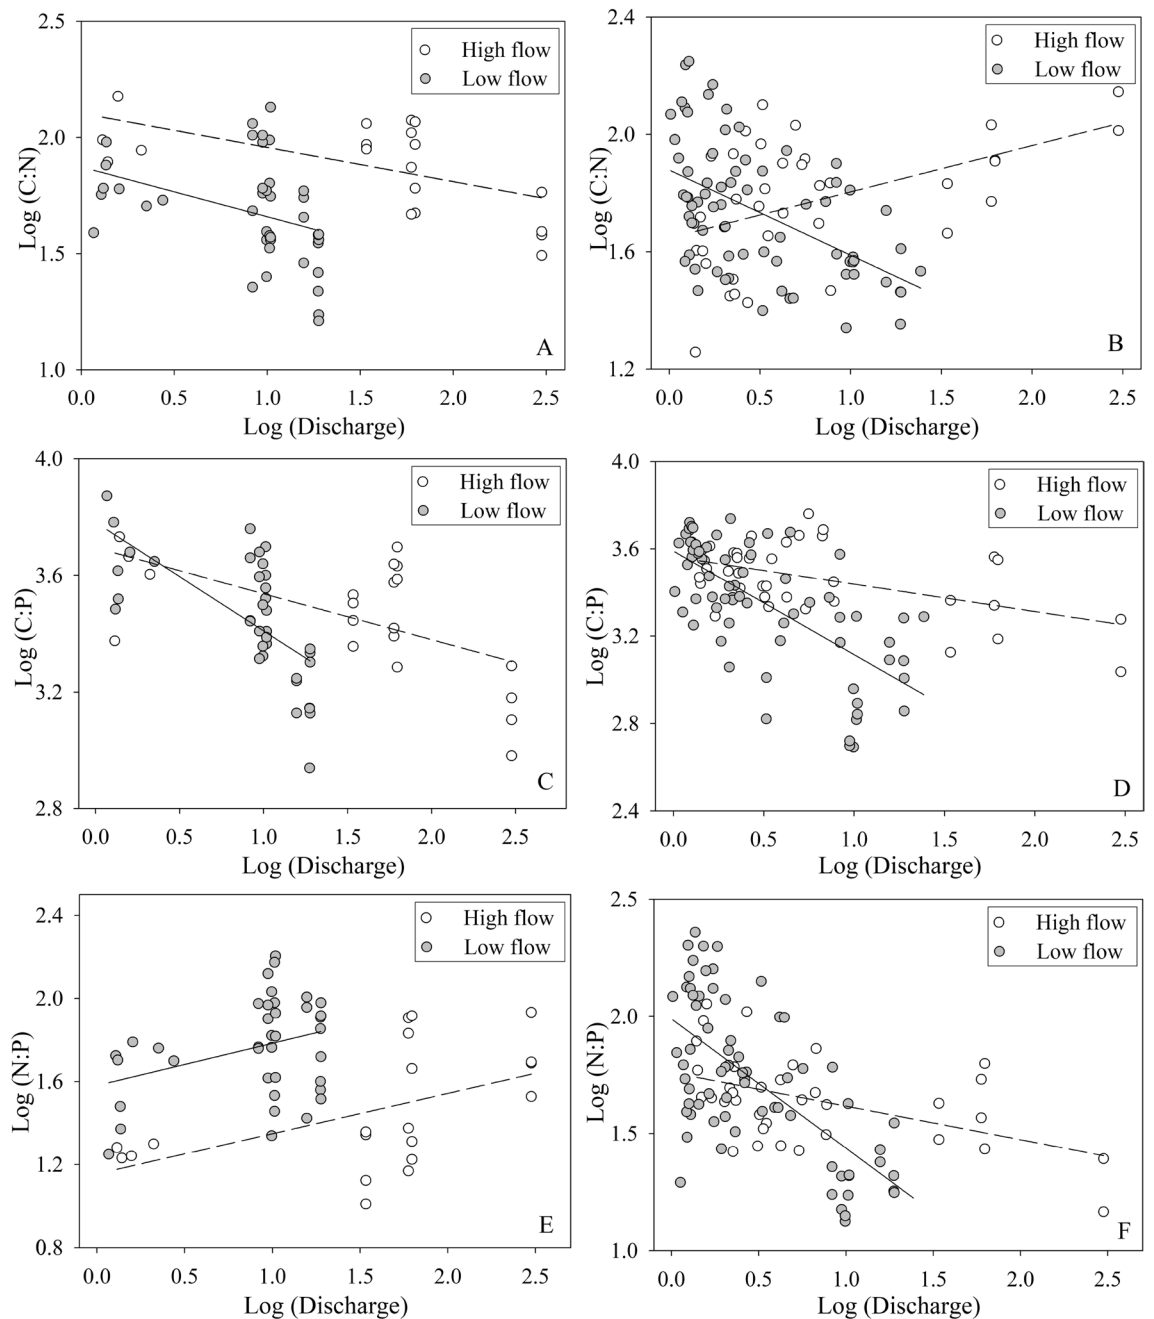 2.5
2.0
1.5
1.0
Log (C:N)
High flow
Low flow
A
0.0 0.5 1.0 1.5 2.0 2.5
Log (Discharge)
2.4
2.0
1.6
1.2
Log (C:N)
High flow
Low flow
B
0.0 0.5 1.0 1.5 2.0 2.5
Log (Discharge)
4.0
3.6
3.2
2.8
Log (C:P)
High flow
Low flow
C
0.0 0.5 1.0 1.5 2.0 2.5
Log (Discharge)
4.0
3.6
3.2
2.8
2.4
Log (C:P)
High flow
Low flow
D
0.0 0.5 1.0 1.5 2.0 2.5
Log (Discharge)
2.4
2.0
1.6
1.2
0.8
Log (N:P)
High flow
Low flow
E
0.0 0.5 1.0 1.5 2.0 2.5
Log (Discharge)
2.5
2.0
1.5
1.0
Log (N:P)
High flow
Low flow
F
0.0 0.5 1.0 1.5 2.0 2.5
Log (Discharge)